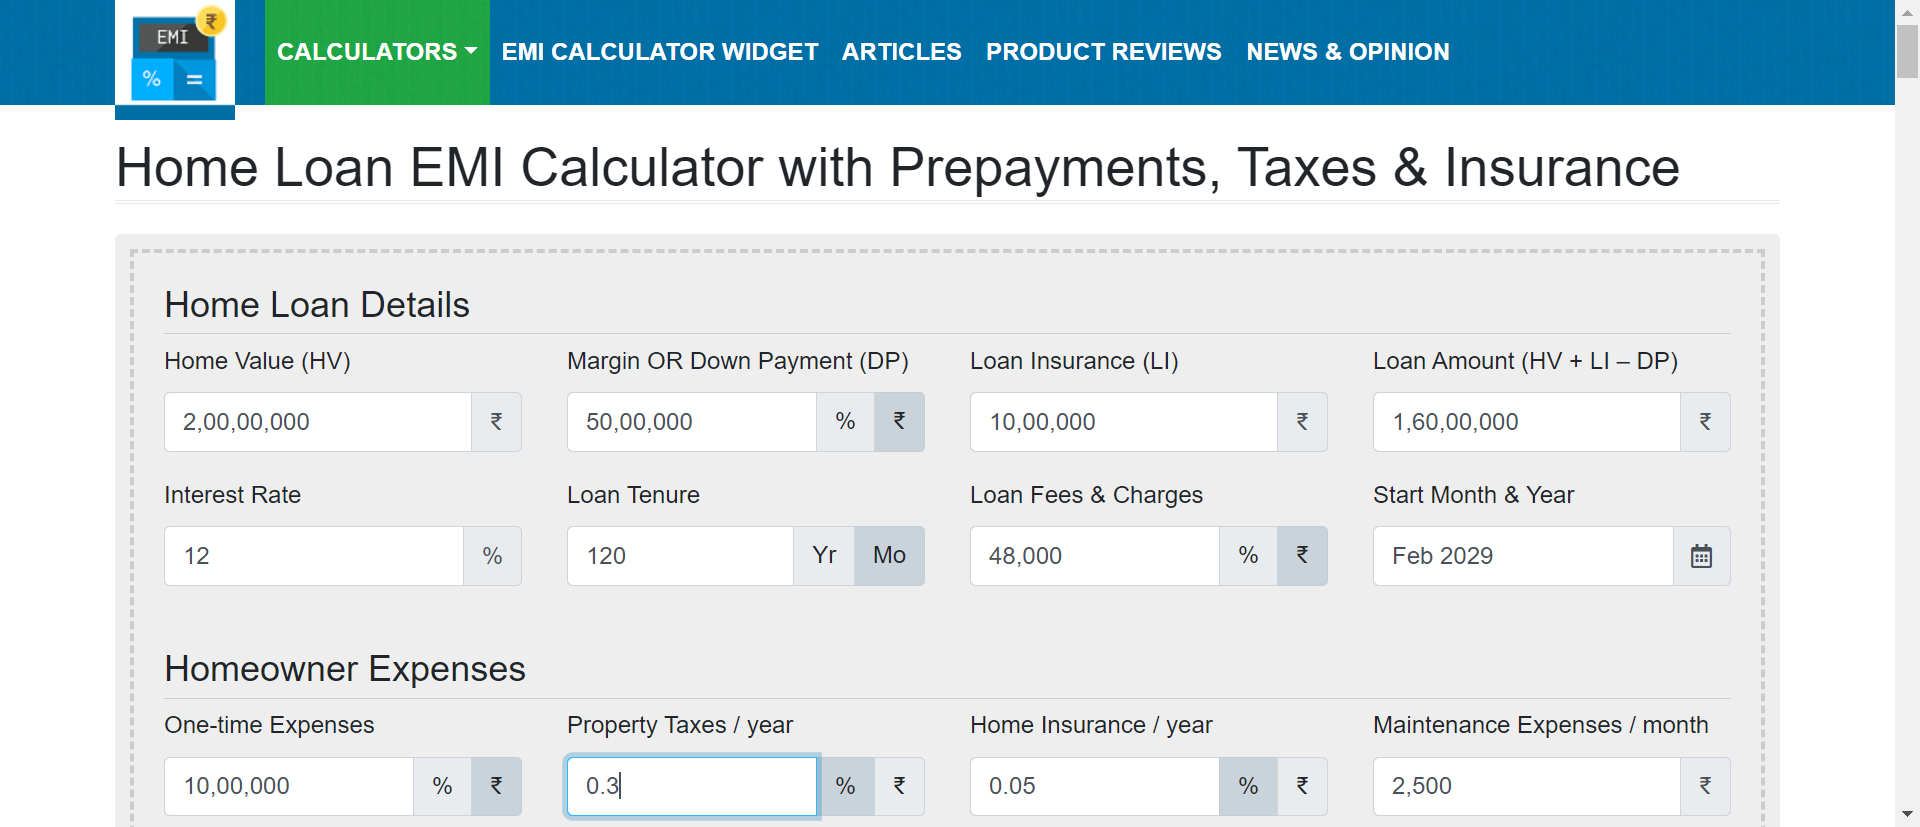 EMI
%
=
₹
CALCULATORS
EMI CALCULATOR WIDGET
ARTICLES
PRODUCT REVIEWS
NEWS & OPINION
Home Loan EMI Calculator with Prepayments, Taxes & Insurance
Home Loan Details
Home Value (HV)
Margin OR Down Payment (DP)
Loan Insurance (LI)
Loan Amount (HV + LI – DP)
2,00,00,000 ₹
50,00,000 % ₹
10,00,000 ₹
1,60,00,000 ₹
Interest Rate
Loan Tenure
Loan Fees & Charges
Start Month & Year
12 %
120 Yr Mo
48,000 % ₹
Feb 2029
Homeowner Expenses
One-time Expenses
Property Taxes / year
Home Insurance / year
Maintenance Expenses / month
10,00,000 % ₹
0.3 % ₹
0.05 % ₹
2,500 ₹